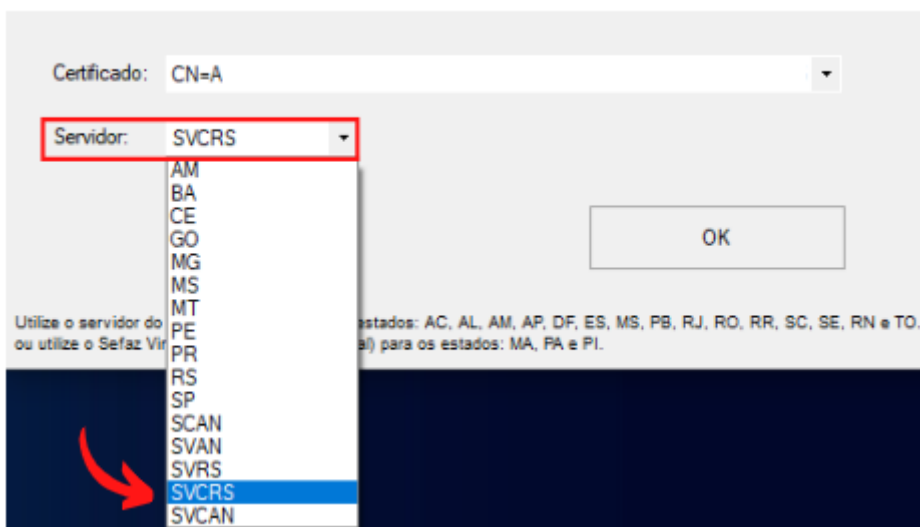 Certificado: CN=A
Servidor: SVCRS
AM
BA
CE
GO
MG
MS
MT
PE
PR
RS
SP
SCAN
SVAN
SVRS
SVCRS
SVCAN
OK
Utilize o servidor do estados: AC, AL, AM, AP, DF, ES, MS, PB, RJ, RO, RR, SC, SE, RN e TO.
ou utilize o Sefaz Vir al) para os estados: MA, PA e PI.